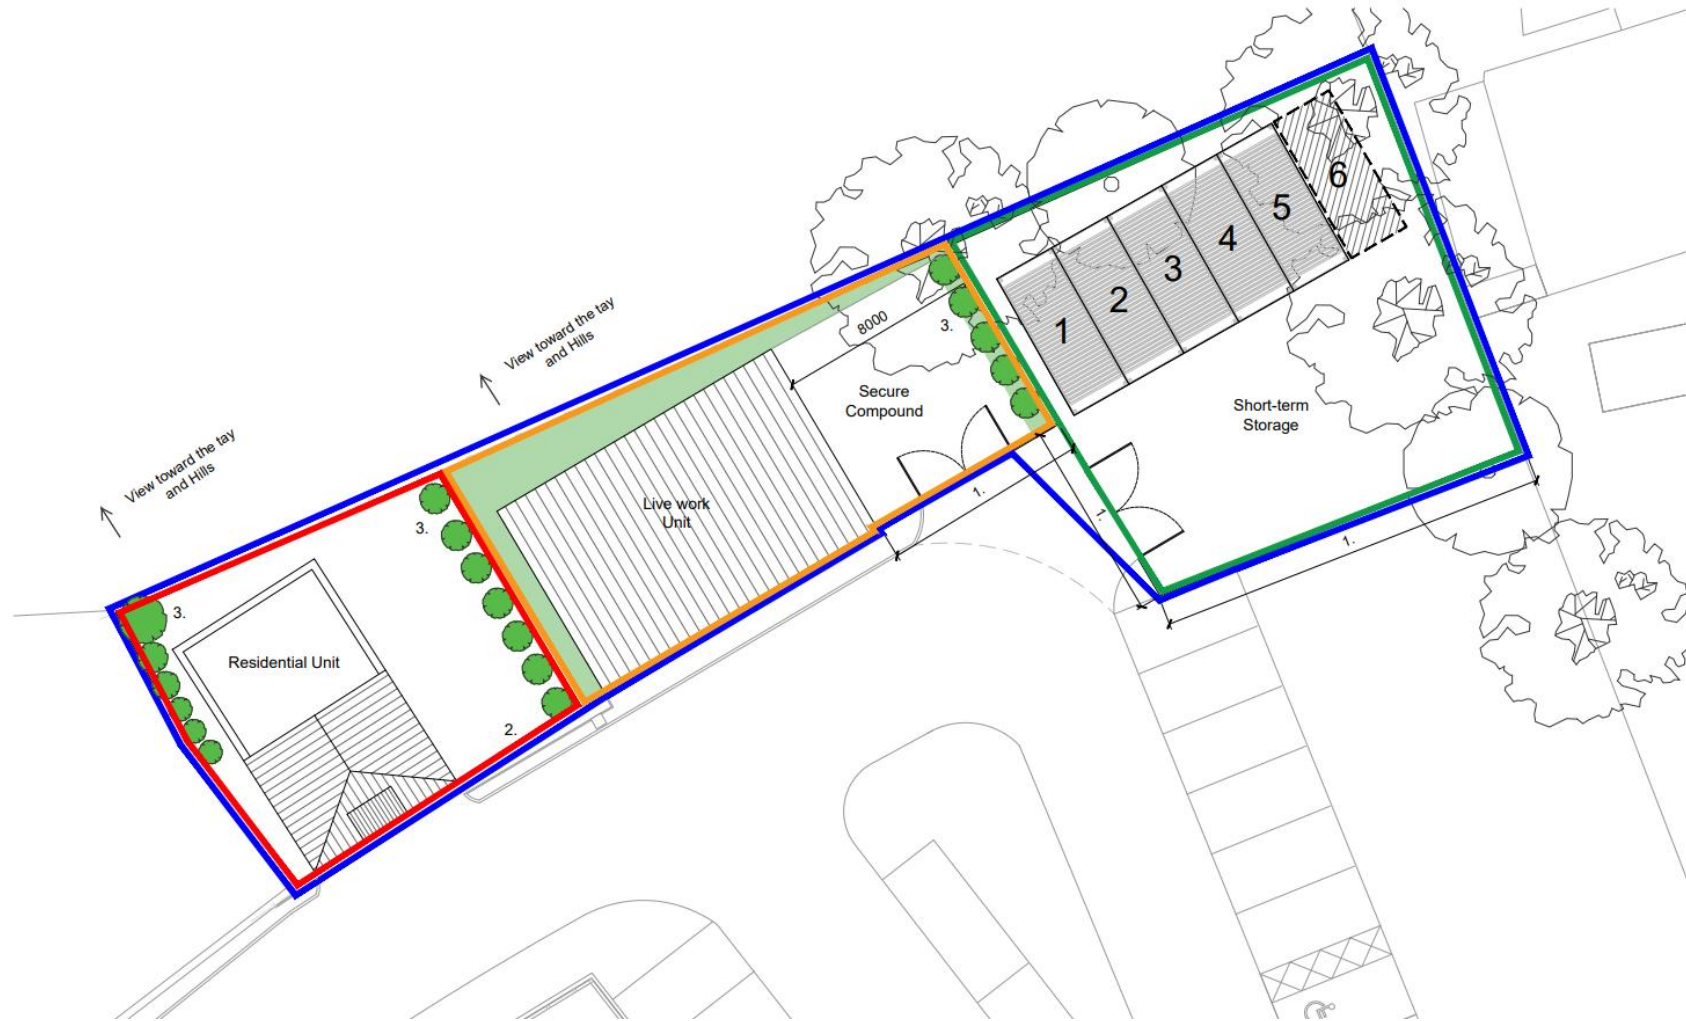 6
5
4
3
2
1
8000
3.
View toward the tay
and Hills
Secure
Compound
Short-term
Storage
View toward the tay
and Hills
1.
Live work
Unit
1.
3.
1.
3.
Residential Unit
2.